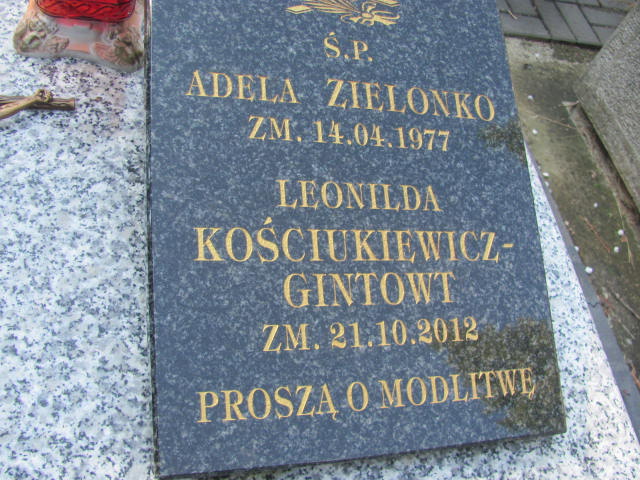 Ś.P.
ADELA ZIELONKO
ZM. 14.04.1977
LEONILDA
KOŚCIUKIEWICZ-
GINTOWT
ZM. 21.10.2012
PROSZĄ O MODLITWĘ